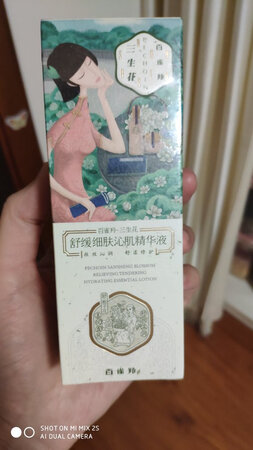 百雀羚
PECHOIN
三生花
百雀羚·三生花
舒缓细肤沁肌精华液
PECHOIN SANSHENG BLOSSOM
RELIEVING TENDERING
HYDRATING ESSENTIAL LOTION
百雀羚
SHOT ON MI MIX 2S
AI DUAL CAMERA